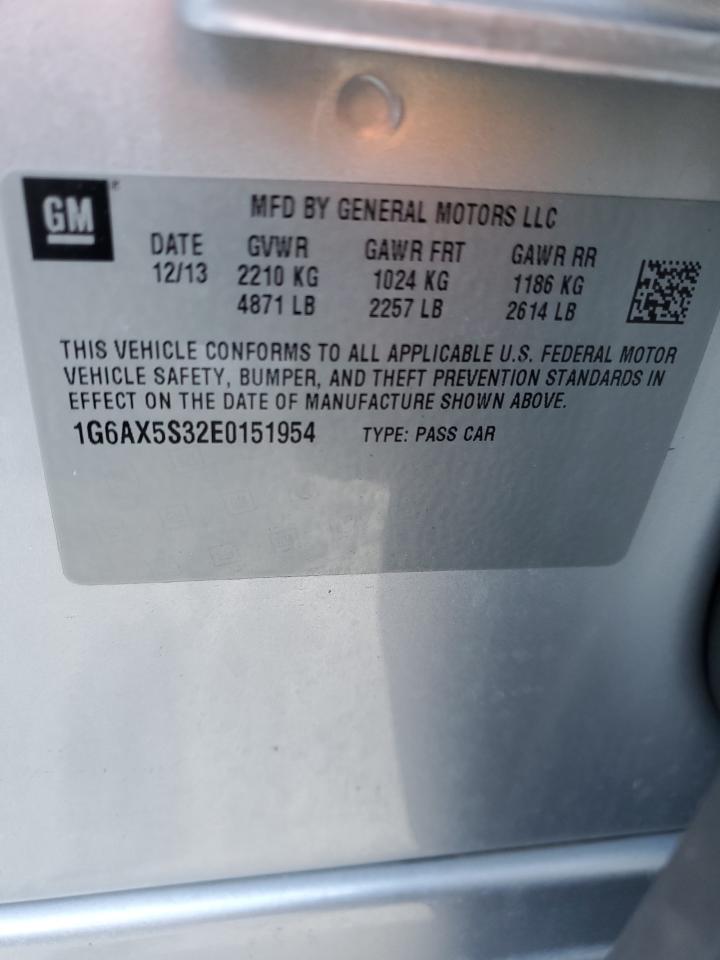 GM
MFD BY GENERAL MOTORS LLC
DATE GVWR GAWR FRT GAWR RR
12/13 2210 KG 1024 KG 1186 KG
4871 LB 2257 LB 2614 LB
THIS VEHICLE CONFORMS TO ALL APPLICABLE U.S. FEDERAL MOTOR
VEHICLE SAFETY, BUMPER, AND THEFT PREVENTION STANDARDS IN
EFFECT ON THE DATE OF MANUFACTURE SHOWN ABOVE.
1G6AX5S32E0151954 TYPE: PASS CAR